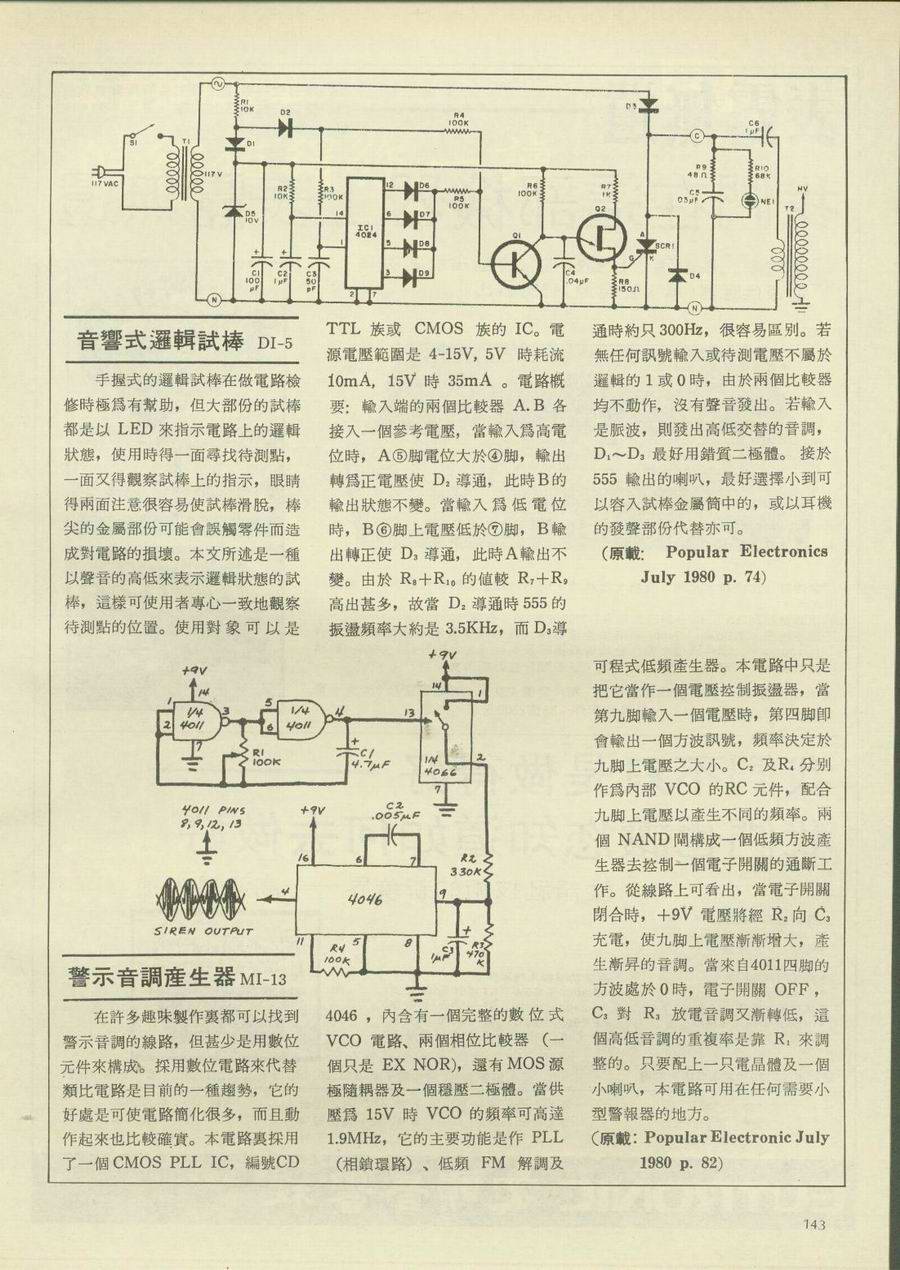 S1
117 VAC
T1
117 V
R1
10K
D1
D2
D5
10V
C1
100
µF
R2
10K
C2
1µF
R3
100K
C3
50
pF
14
1
IC1
4024
2
7
12
6
5
3
D6
D7
D8
D9
R4
100K
R5
100K
Q1
R6
100K
C4
.04µF
Q2
R7
1K
R8
150Ω
D3
A
SCR1
G
K
D4
C
N
N
R9
48Ω
C5
R10
68K
NE1
C6
1µF
T2
HV
音響式邏輯試棒 DI-5
手握式的邏輯試棒在做電路檢
修時極爲有幫助，但大部份的試棒
都是以 LED 來指示電路上的邏輯
狀態，使用時得一面尋找待測點，
一面又得觀察試棒上的指示，眼睛
得兩面注意很容易使試棒滑脫，棒
尖的金屬部份可能會誤觸零件而造
成對電路的損壞。本文所述是一種
以聲音的高低來表示邏輯狀態的試
棒，這樣可使用者專心一致地觀察
待測點的位置。使用對象可以是
TTL 族或 CMOS 族的 IC。電
源電壓範圍是 4-15V, 5V 時耗流
10mA, 15V 時 35mA 。電路概
要：輸入端的兩個比較器 A.B 各
接入一個參考電壓，當輸入爲高電
位時，A⑤脚電位大於④脚，輸出
轉爲正電壓使 D₂ 導通，此時B的
輸出狀態不變。當輸入爲低電位
時，B⑥脚上電壓低於⑦脚，B輸
出轉正使 D₃ 導通，此時A輸出不
變。由於 R₈+R₁₀ 的値較 R₇+R₉
高出甚多，故當 D₂ 導通時 555 的
振盪頻率大約是 3.5KHz，而 D₃導
通時約只 300Hz，很容易區別。若
無任何訊號輸入或待測電壓不屬於
邏輯的 1 或 0 時，由於兩個比較器
均不動作，沒有聲音發出。若輸入
是脈波，則發出高低交替的音調，
D₁～D₃ 最好用鍺質二極體。接於
555 輸出的喇叭，最好選擇小到可
以容入試棒金屬筒中的，或以耳機
的發聲部份代替亦可。
（原載： Popular Electronics
July 1980 p. 74）
+9V
14
1
2
1/4
4011
3
7
R1
100K
5
6
1/4
4011
4
C1
4.7µF
+9V
14
1
13
1/4
4066
2
7
4011 PINS
8, 9, 12, 13
+9V
C2
.005µF
16
6
7
4
4046
9
11
5
8
R4
100K
C3
1µF
R2
330K
R3
470
K
SIREN OUTPUT
警示音調産生器 MI-13
在許多趣味製作裏都可以找到
警示音調的線路，但甚少是用數位
元件來構成。採用數位電路來代替
類比電路是目前的一種趨勢，它的
好處是可使電路簡化很多，而且動
作起來也比較確實。本電路裏採用
了一個 CMOS PLL IC，編號CD
4046 ，內含有一個完整的數位式
VCO 電路、兩個相位比較器（一
個只是 EX NOR)，還有 MOS 源
極隨耦器及一個穩壓二極體。當供
壓爲 15V 時 VCO 的頻率可高達
1.9MHz，它的主要功能是作 PLL
（相鎖環路）、低頻 FM 解調及
可程式低頻產生器。本電路中只是
把它當作一個電壓控制振盪器，當
第九脚輸入一個電壓時，第四脚卽
會輸出一個方波訊號，頻率決定於
九脚上電壓之大小。C₂ 及R₄ 分別
作爲內部 VCO 的RC 元件，配合
九脚上電壓以產生不同的頻率。兩
個 NAND 閘構成一個低頻方波產
生器去控制一個電子開關的通斷工
作。從線路上可看出，當電子開關
閉合時，+9V 電壓將經 R₂ 向 C₃
充電，使九脚上電壓漸漸增大，產
生漸昇的音調。當來自4011四脚的
方波處於 0 時，電子開關 OFF，
C₃ 對 R₃ 放電音調又漸轉低，這
個高低音調的重複率是靠 R₁ 來調
整的。只要配上一只電晶體及一個
小喇叭，本電路可用在任何需要小
型警報器的地方。
（原載：Popular Electronic July
1980 p. 82）
143